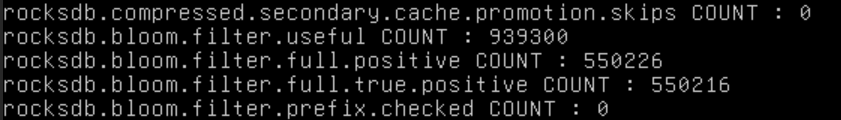 rocksdb.compressed.secondary.cache.promotion.skips COUNT : 0
rocksdb.bloom.filter.useful COUNT : 939300
rocksdb.bloom.filter.full.positive COUNT : 550226
rocksdb.bloom.filter.full.true.positive COUNT : 550216
rocksdb.bloom.filter.prefix.checked COUNT : 0